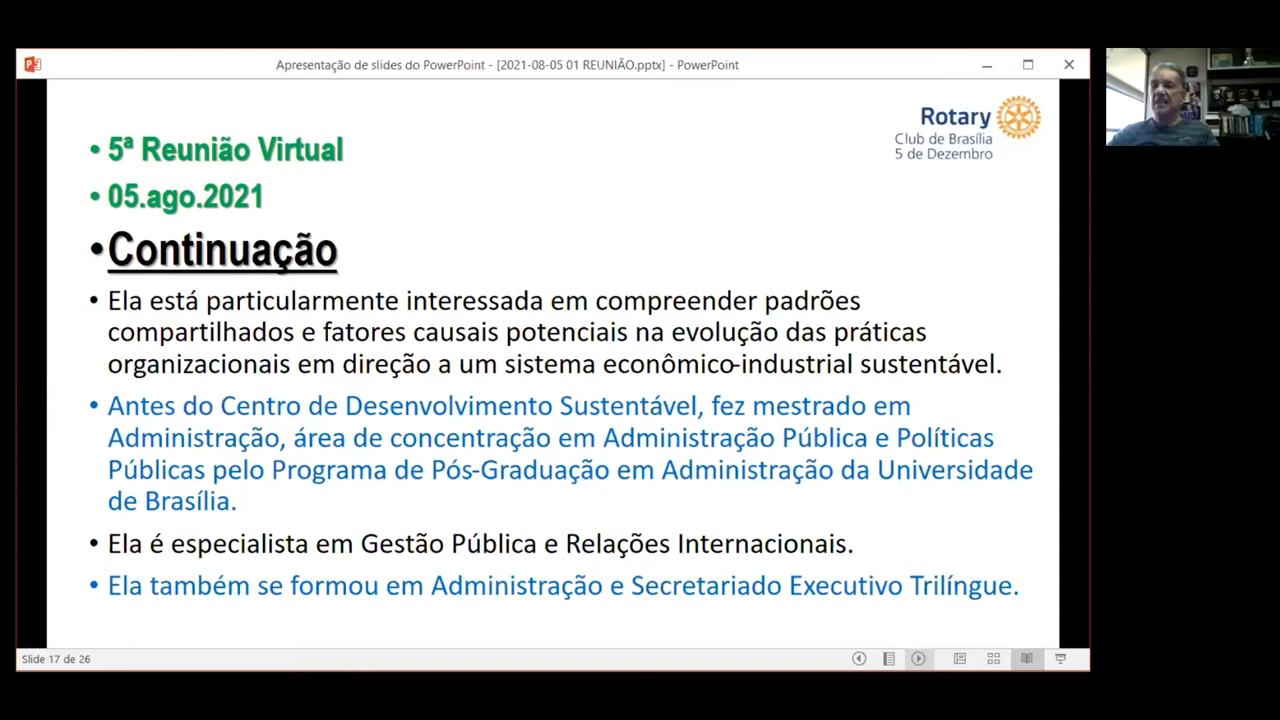 Apresentação de slides do PowerPoint - [2021-08-05 01 REUNIÃO.pptx] - PowerPoint
Rotary
Club de Brasília
5 de Dezembro
• 5ª Reunião Virtual
• 05.ago.2021
•Continuação
• Ela está particularmente interessada em compreender padrões
compartilhados e fatores causais potenciais na evolução das práticas
organizacionais em direção a um sistema econômico-industrial sustentável.
• Antes do Centro de Desenvolvimento Sustentável, fez mestrado em
Administração, área de concentração em Administração Pública e Políticas
Públicas pelo Programa de Pós-Graduação em Administração da Universidade
de Brasília.
• Ela é especialista em Gestão Pública e Relações Internacionais.
• Ela também se formou em Administração e Secretariado Executivo Trilíngue.
Slide 17 de 26